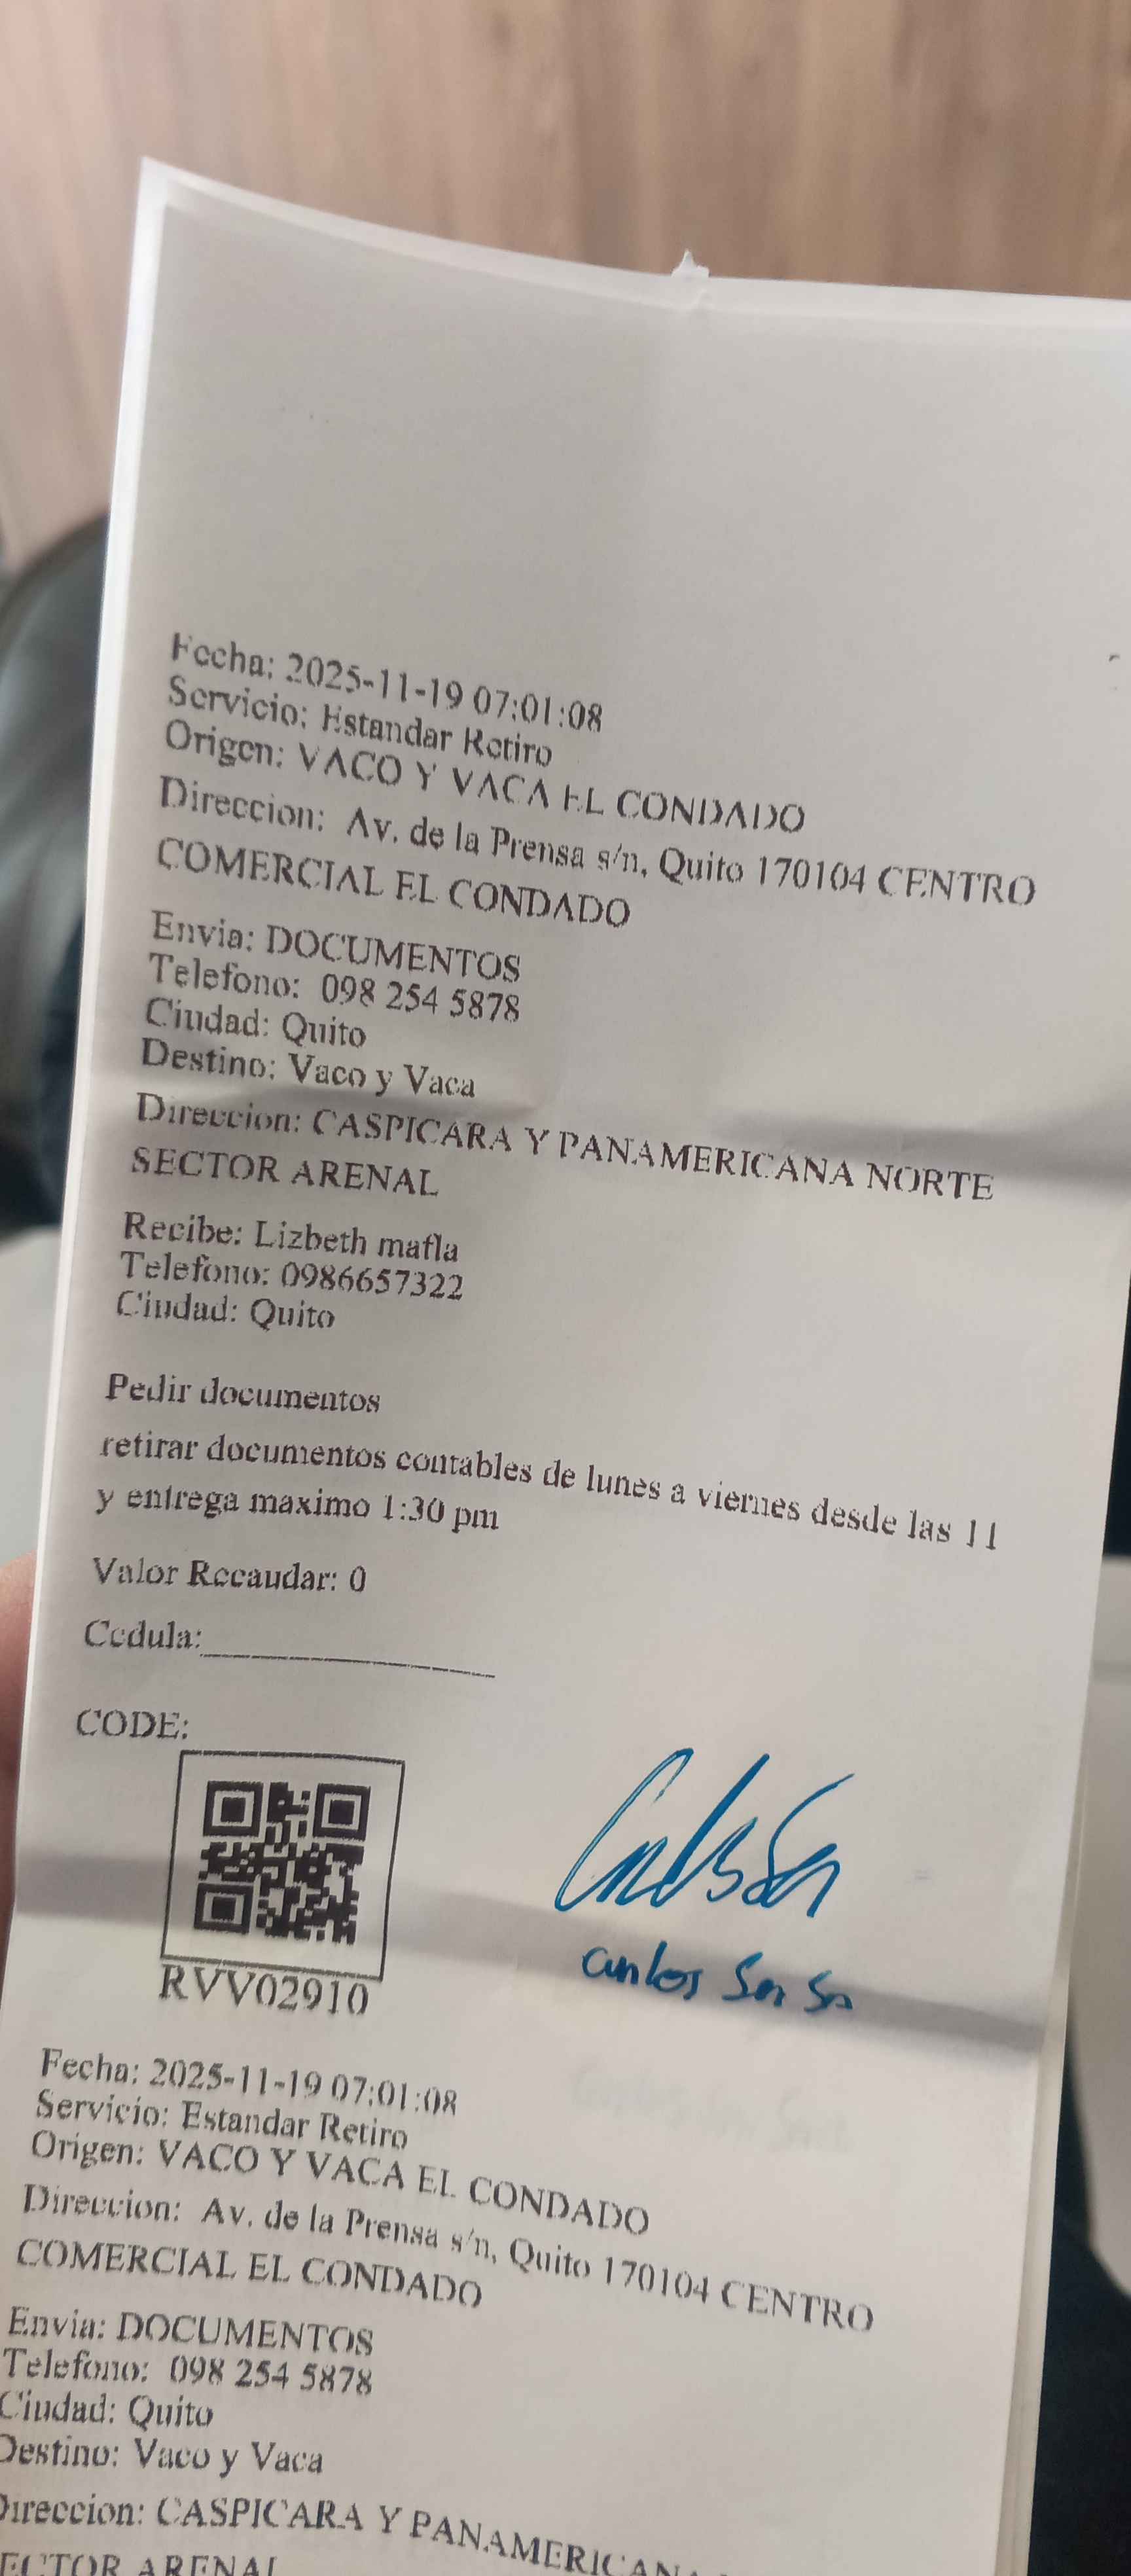 Fecha: 2025-11-19 07:01:08
Servicio: Estandar Retiro
Origen: VACO Y VACA EL CONDADO
Direccion: Av. de la Prensa s/n, Quito 170104 CENTRO
COMERCIAL EL CONDADO
Envia: DOCUMENTOS
Telefono: 098 254 5878
Ciudad: Quito
Destino: Vaco y Vaca
Direccion: CASPICARA Y PANAMERICANA NORTE
SECTOR ARENAL
Recibe: Lizbeth mafla
Telefono: 0986657322
Ciudad: Quito
Pedir documentos
retirar documentos contables de lunes a viernes desde las 11
y entrega maximo 1:30 pm
Valor Recaudar: 0
Cedula:
CODE:
RVV02910
Carlos
Fecha: 2025-11-19 07:01:08
Servicio: Estandar Retiro
Origen: VACO Y VACA EL CONDADO
Direccion: Av. de la Prensa s/n, Quito 170104 CENTRO
COMERCIAL EL CONDADO
Envia: DOCUMENTOS
Telefono: 098 254 5878
Ciudad: Quito
Destino: Vaco y Vaca
Direccion: CASPICARA Y PANAMERICANA
SECTOR ARENAL